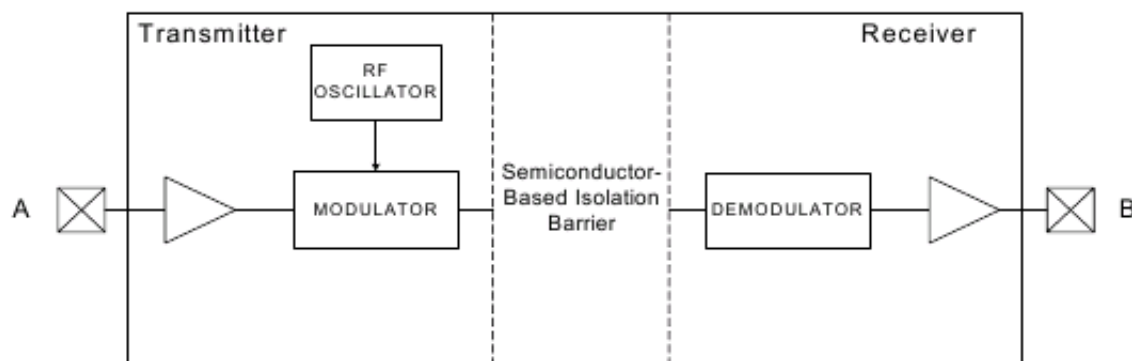 Transmitter
Receiver
RF
OSCILLATOR
Semiconductor-
Based Isolation
Barrier
A
MODULATOR
DEMODULATOR
B